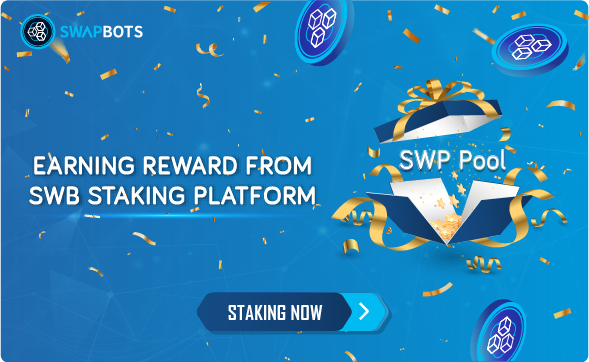 SWAPBOTS
SWP Pool
EARNING REWARD FROM
SWB STAKING PLATFORM
STAKING NOW